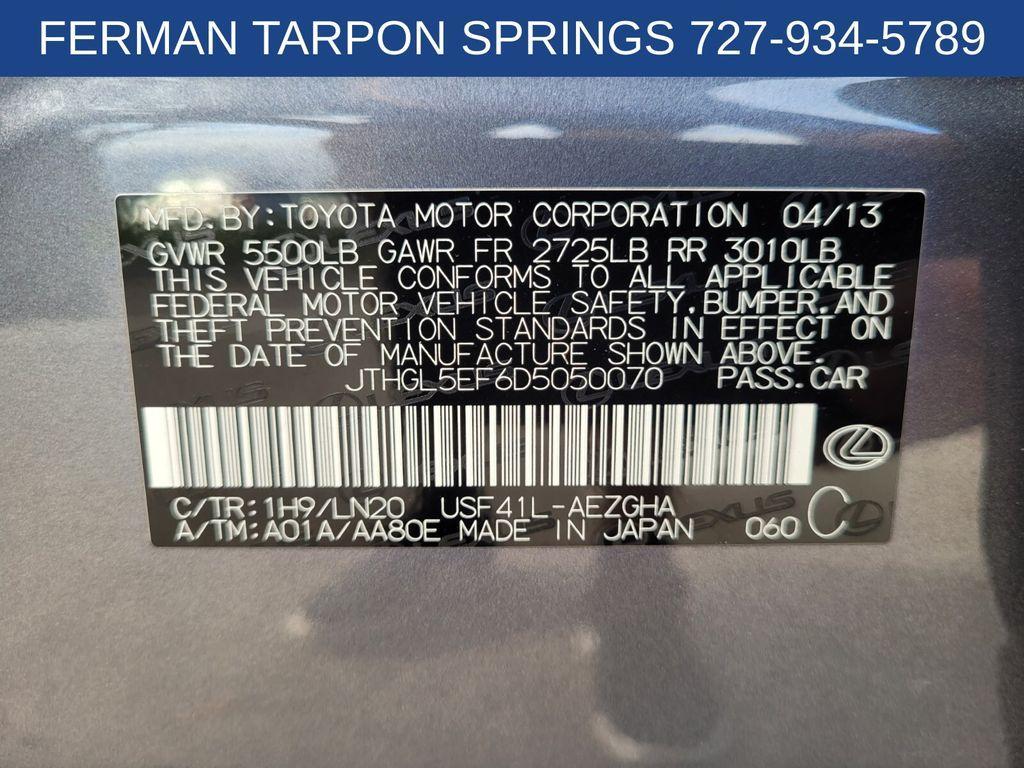 FERMAN TARPON SPRINGS 727-934-5789
MFD. BY: TOYOTA MOTOR CORPORATION 04/13
GVWR 5500LB GAWR FR 2725LB RR 3010LB
THIS VEHICLE CONFORMS TO ALL APPLICABLE
FEDERAL MOTOR VEHICLE SAFETY, BUMPER, AND
THEFT PREVENTION STANDARDS IN EFFECT ON
THE DATE OF MANUFACTURE SHOWN ABOVE.
JTHGL5EF6D5050070 PASS. CAR
C/TR: 1H9/LN20 USF41L-AEZGHA
A/TM: A01A/AA80E MADE IN JAPAN 060 C